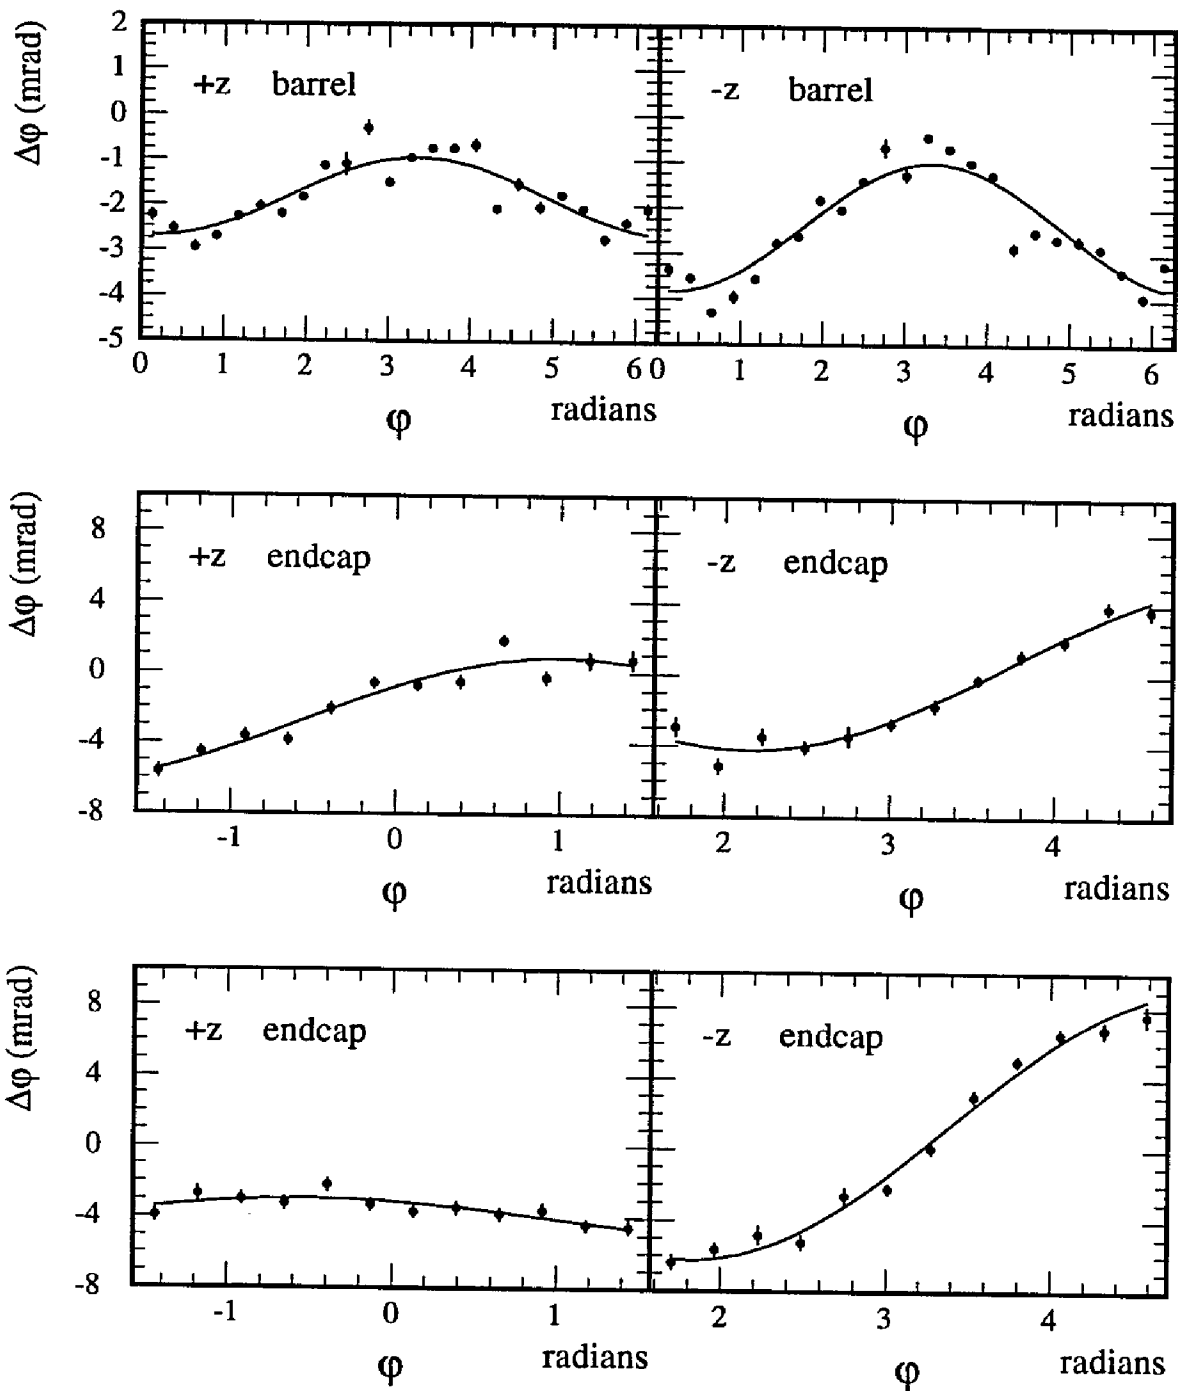 Δφ (mrad)
2
1
0
-1
-2
-3
-4
-5
+z barrel
-z barrel
0 1 2 3 4 5 6 0 1 2 3 4 5 6
φ radians φ radians
Δφ (mrad)
8
4
0
-4
-8
+z endcap
-z endcap
-1 0 1 2 3 4
φ radians φ radians
Δφ (mrad)
8
4
0
-4
-8
+z endcap
-z endcap
-1 0 1 2 3 4
φ radians φ radians